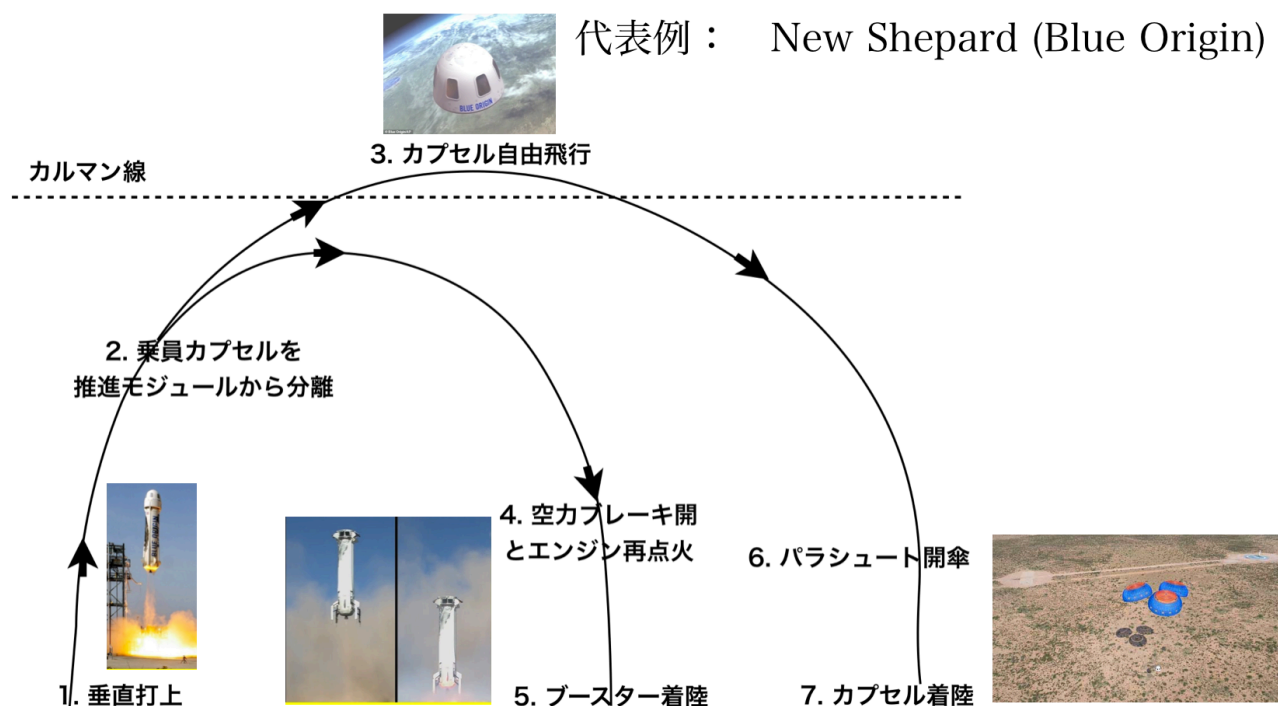 代表例： New Shepard (Blue Origin)
BLUE ORIGIN
3. カプセル自由飛行
カルマン線
2. 乗員カプセルを
推進モジュールから分離
4. 空力ブレーキ開
とエンジン再点火
6. パラシュート開傘
1. 垂直打上
5. ブースター着陸
7. カプセル着陸